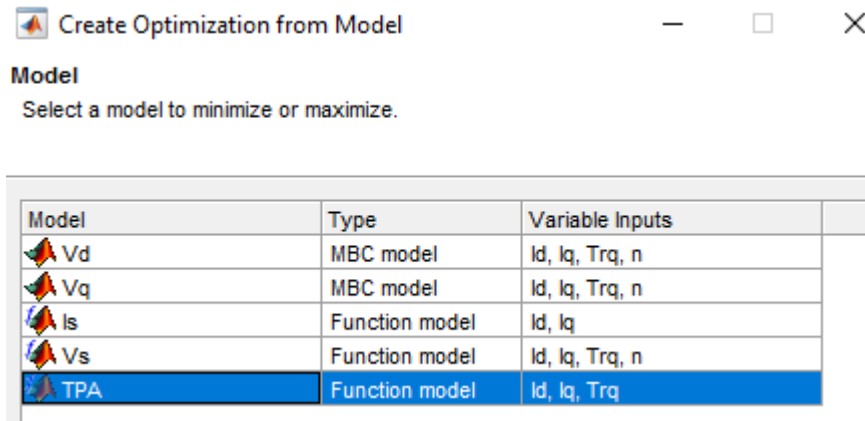 Create Optimization from Model
Model
Select a model to minimize or maximize.
Model Type Variable Inputs
Vd MBC model Id, Iq, Trq, n
Vq MBC model Id, Iq, Trq, n
Is Function model Id, Iq
Vs Function model Id, Iq, Trq, n
TPA Function model Id, Iq, Trq